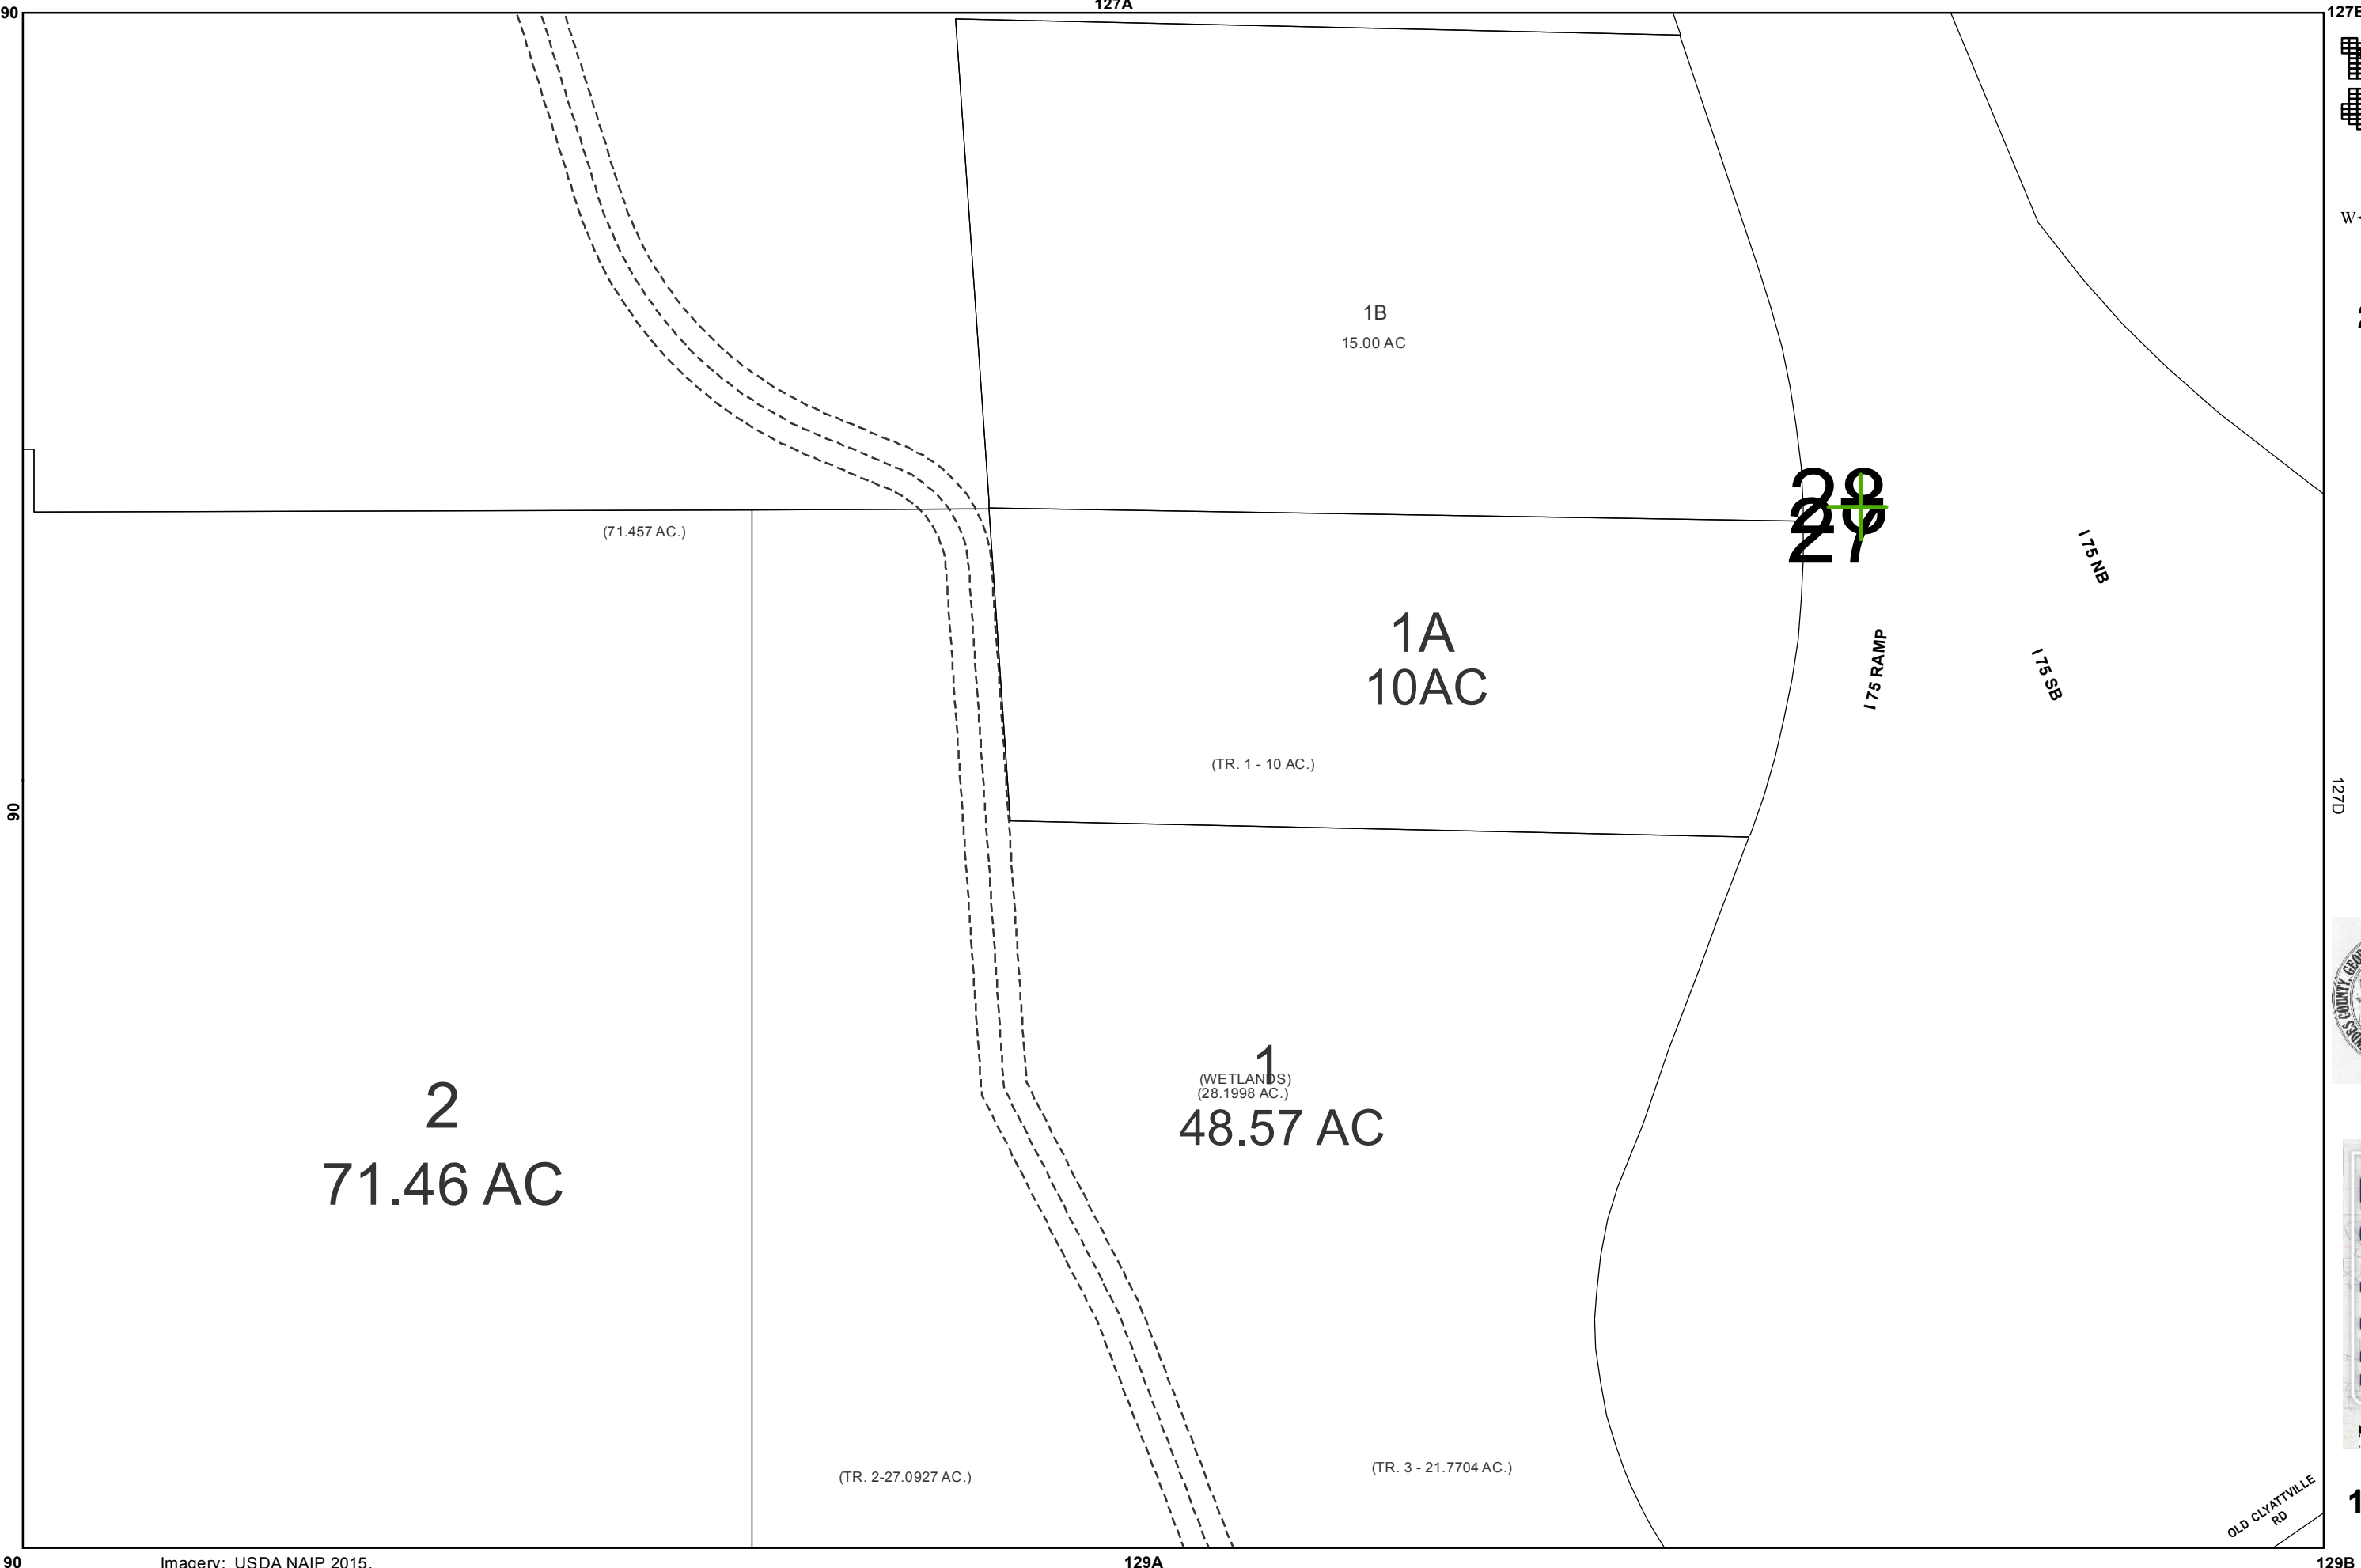 90
127A
1B
15.00 AC
28
27
(71.457 AC.)
I 75 NB
1A
10AC
I 75 RAMP
I 75 SB
(TR. 1 - 10 AC.)
90
127D
1
(WETLANDS)
(28.1998 AC.)
48.57 AC
2
71.46 AC
(TR. 2-27.0927 AC.)
(TR. 3 - 21.7704 AC.)
OLD CLYATTVILLE
RD
90
Imagery: USDA NAIP 2015.
129A
129B